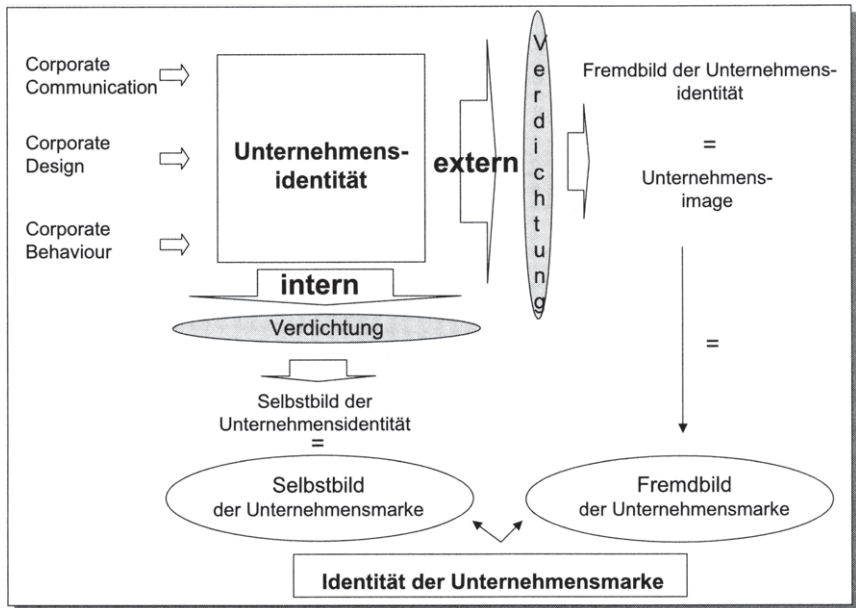 Corporate
Communication
Corporate
Design
Corporate
Behaviour
Unternehmens-
identität
extern
Verdichtung
Fremdbild der Unternehmens-
identität
=
Unternehmens-
image
=
intern
Verdichtung
Selbstbild der
Unternehmensidentität
=
Selbstbild
der Unternehmensmarke
Fremdbild
der Unternehmensmarke
Identität der Unternehmensmarke